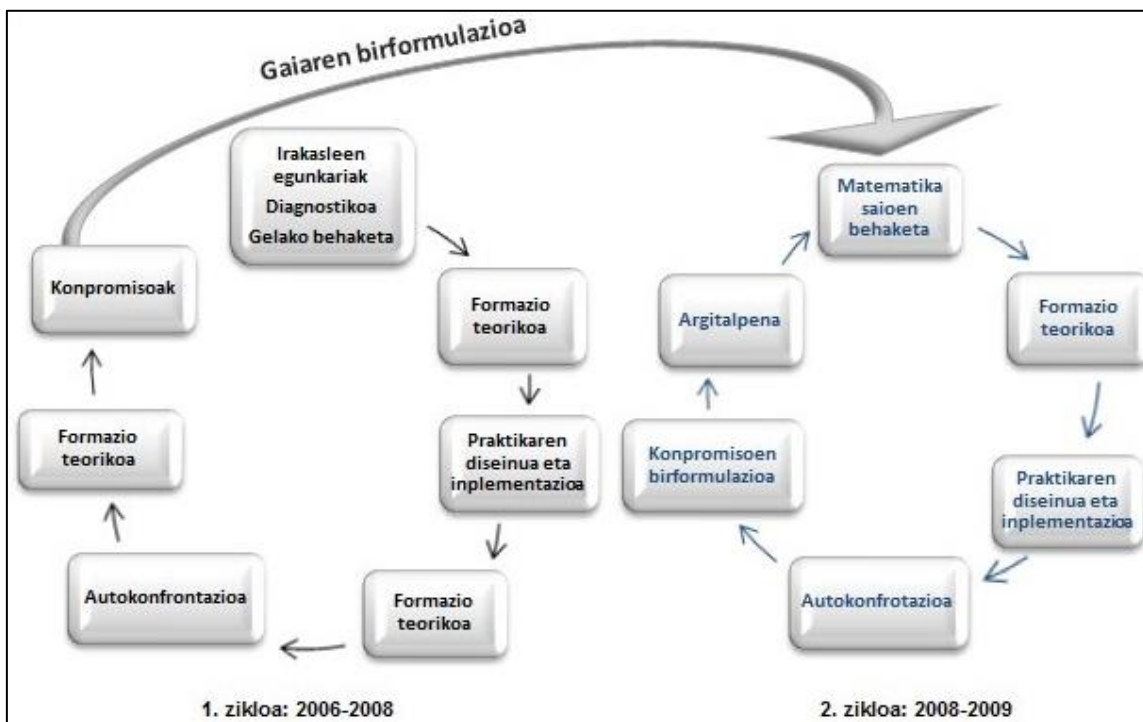 Gaiaren birformulazioa
Irakasleen
egunkariak
Diagnostikoa
Gelako behaketa
Formazio
teorikoa
Praktikaren
diseinua eta
inplementazioa
Formazio
teorikoa
Autokonfrontazioa
Formazio
teorikoa
Konpromisoak
1. zikloa: 2006-2008
Matematika
saioen
behaketa
Formazio
teorikoa
Praktikaren
diseinua eta
inplementazioa
Autokonfrotazioa
Konpromisoen
birformulazioa
Argitalpena
2. zikloa: 2008-2009